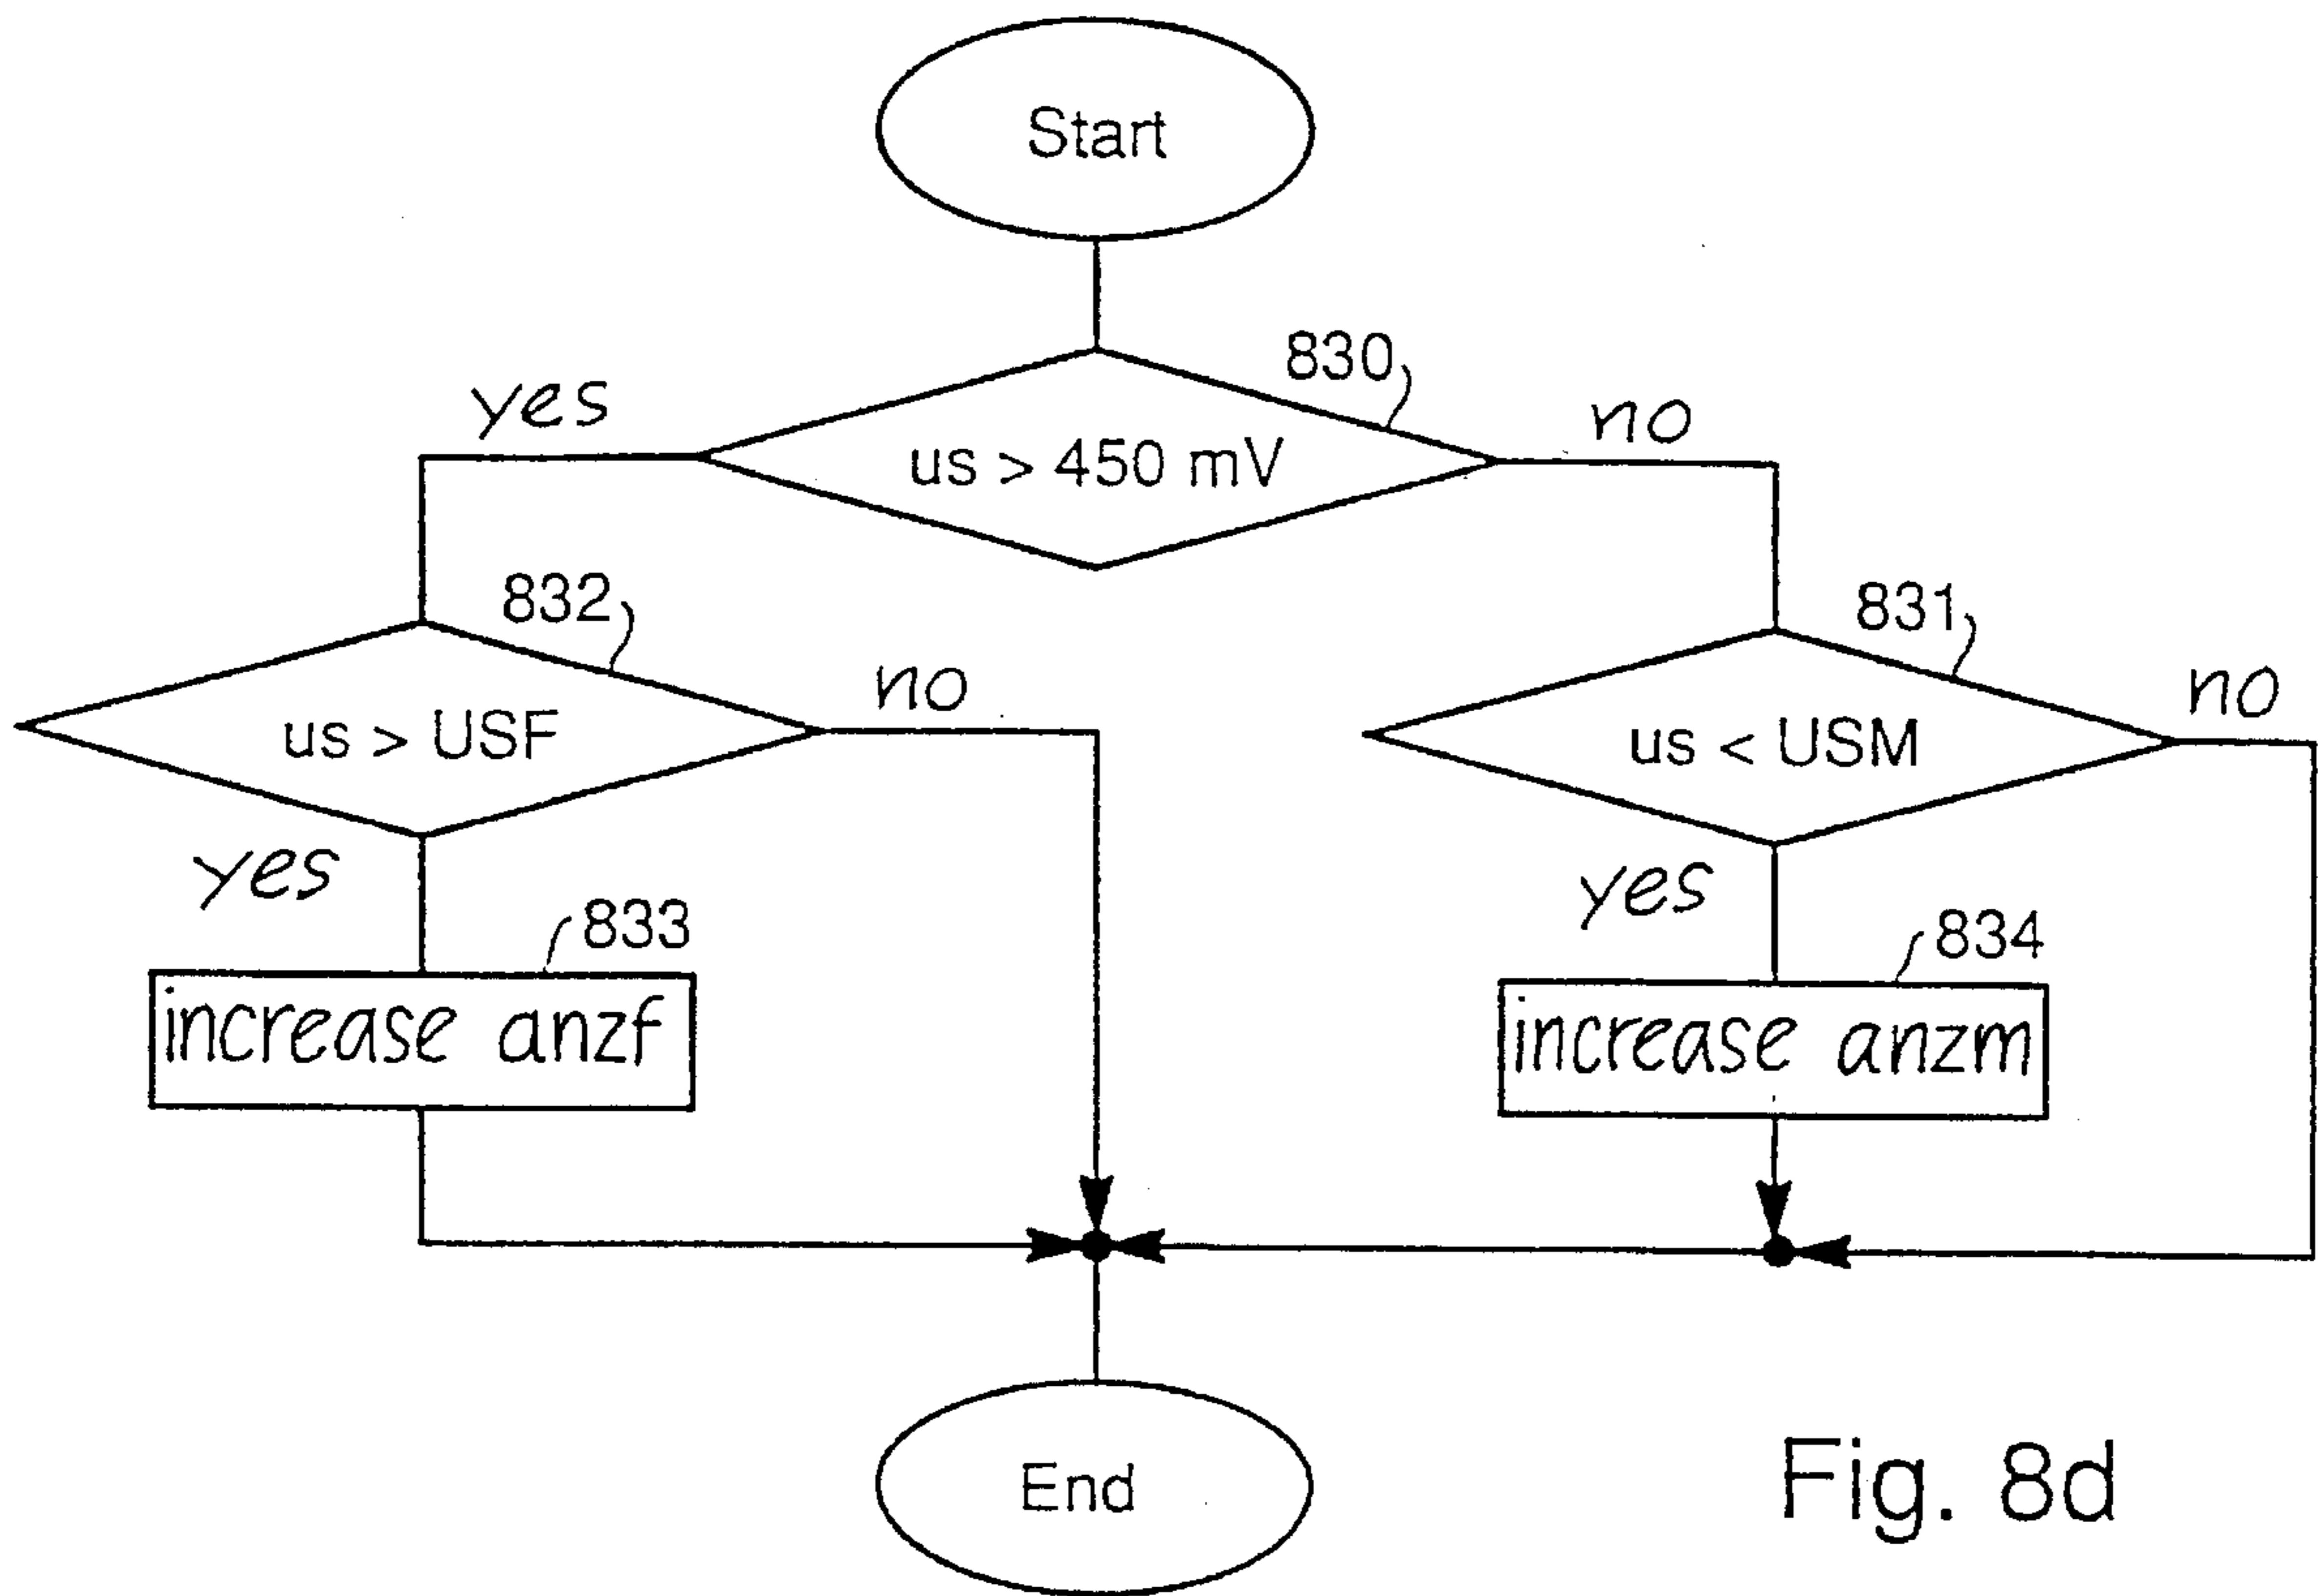 Start
830
yes
no
us > 450 mV
832
831
no
no
us > USF
us < USM
yes
yes
833
834
increase anzf
increase anzm
End
Fig. 8d